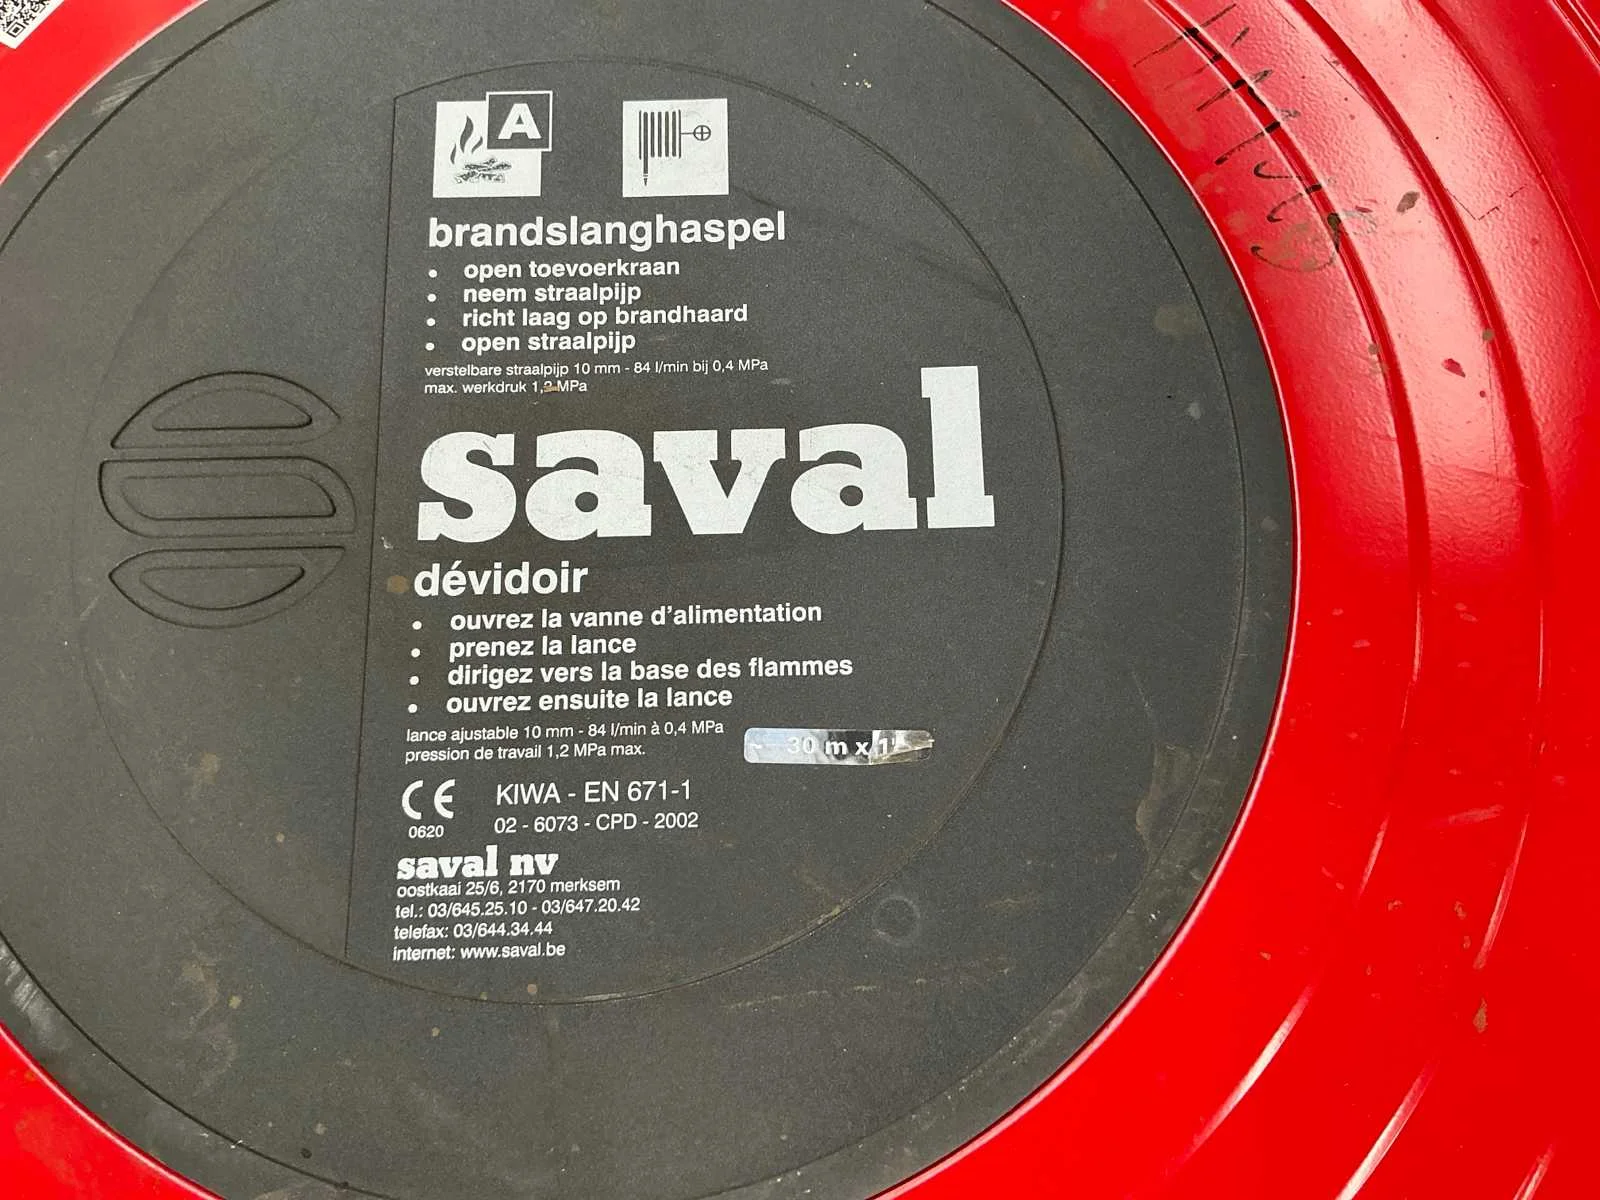 A
brandslanghaspel
• open toevoerkraan
• neem straalpijp
• richt laag op brandhaard
• open straalpijp
verstelbare straalpijp 10 mm - 84 l/min bij 0,4 MPa
max. werkdruk 1,2 MPa
saval
dévidoir
• ouvrez la vanne d'alimentation
• prenez la lance
• dirigez vers la base des flammes
• ouvrez ensuite la lance
lance ajustable 10 mm - 84 l/min à 0,4 MPa
pression de travail 1,2 MPa max.
30 m x
CE KIWA - EN 671-1
0620 02 - 6073 - CPD - 2002
saval nv
oostkaai 25/6, 2170 merksem
tel.: 03/645.25.10 - 03/647.20.42
telefax: 03/644.34.44
internet: www.saval.be